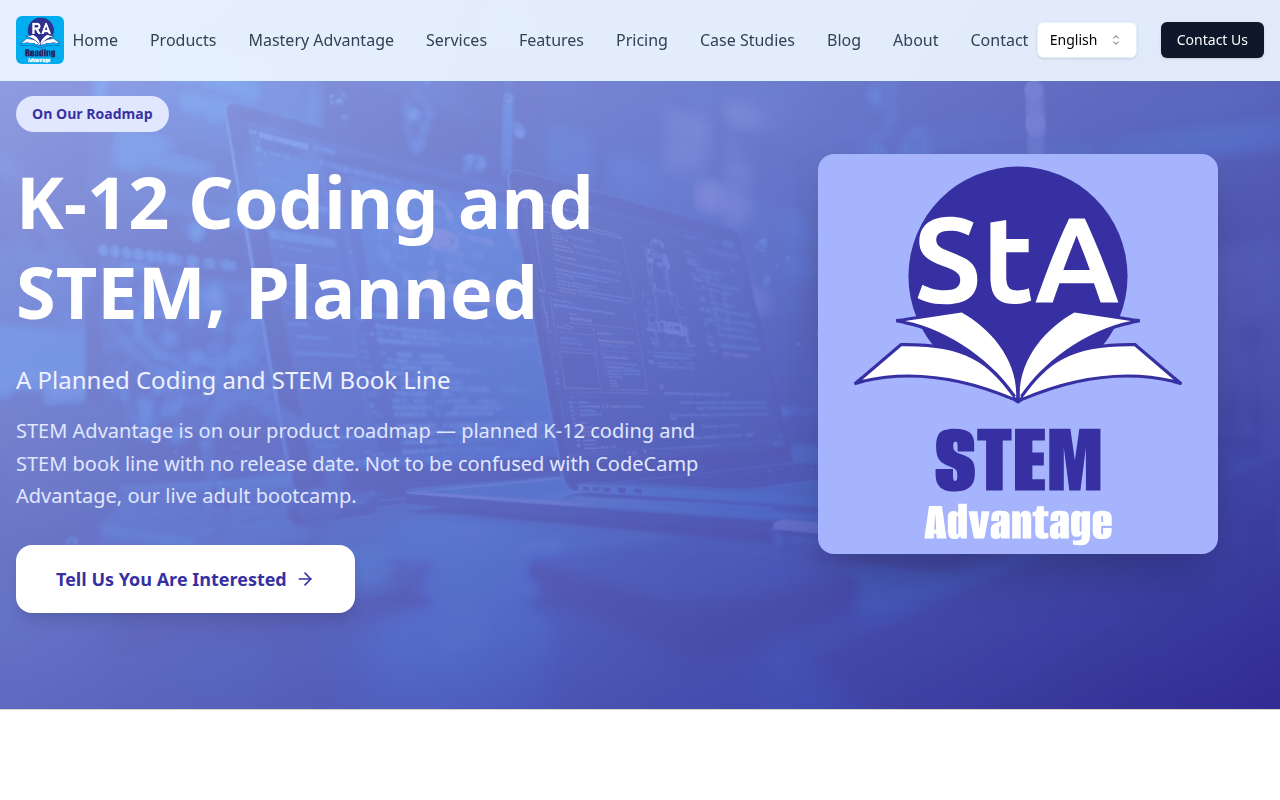 RA
Reading
Advantage
Home
Products
Mastery Advantage
Services
Features
Pricing
Case Studies
Blog
About
Contact
English
Contact Us
On Our Roadmap
K-12 Coding and
STEM, Planned
A Planned Coding and STEM Book Line
STEM Advantage is on our product roadmap — planned K-12 coding and
STEM book line with no release date. Not to be confused with CodeCamp
Advantage, our live adult bootcamp.
Tell Us You Are Interested
StA
STEM
Advantage